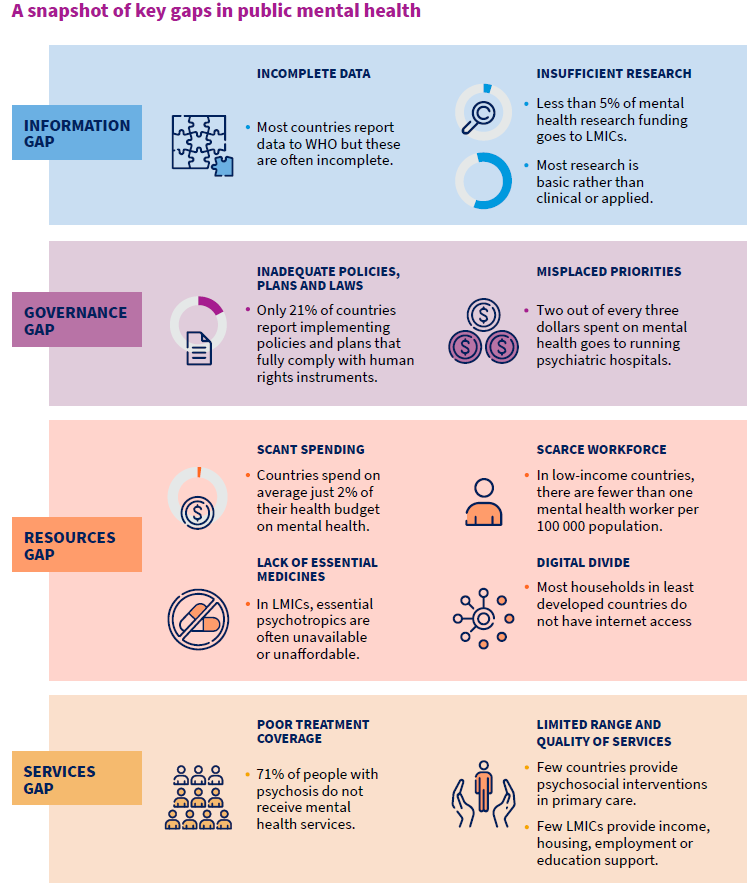 A snapshot of key gaps in public mental health
INFORMATION
GAP
INCOMPLETE DATA
• Most countries report
data to WHO but these
are often incomplete.
INSUFFICIENT RESEARCH
• Less than 5% of mental
health research funding
goes to LMICs.
• Most research is
basic rather than
clinical or applied.
GOVERNANCE
GAP
INADEQUATE POLICIES,
PLANS AND LAWS
• Only 21% of countries
report implementing
policies and plans that
fully comply with human
rights instruments.
MISPLACED PRIORITIES
• Two out of every three
dollars spent on mental
health goes to running
psychiatric hospitals.
RESOURCES
GAP
SCANT SPENDING
• Countries spend on
average just 2% of
their health budget
on mental health.
SCARCE WORKFORCE
• In low-income countries,
there are fewer than one
mental health worker per
100 000 population.
LACK OF ESSENTIAL
MEDICINES
• In LMICs, essential
psychotropics are
often unavailable
or unaffordable.
DIGITAL DIVIDE
• Most households in least
developed countries do
not have internet access
SERVICES
GAP
POOR TREATMENT
COVERAGE
• 71% of people with
psychosis do not
receive mental
health services.
LIMITED RANGE AND
QUALITY OF SERVICES
• Few countries provide
psychosocial interventions
in primary care.
• Few LMICs provide income,
housing, employment or
education support.